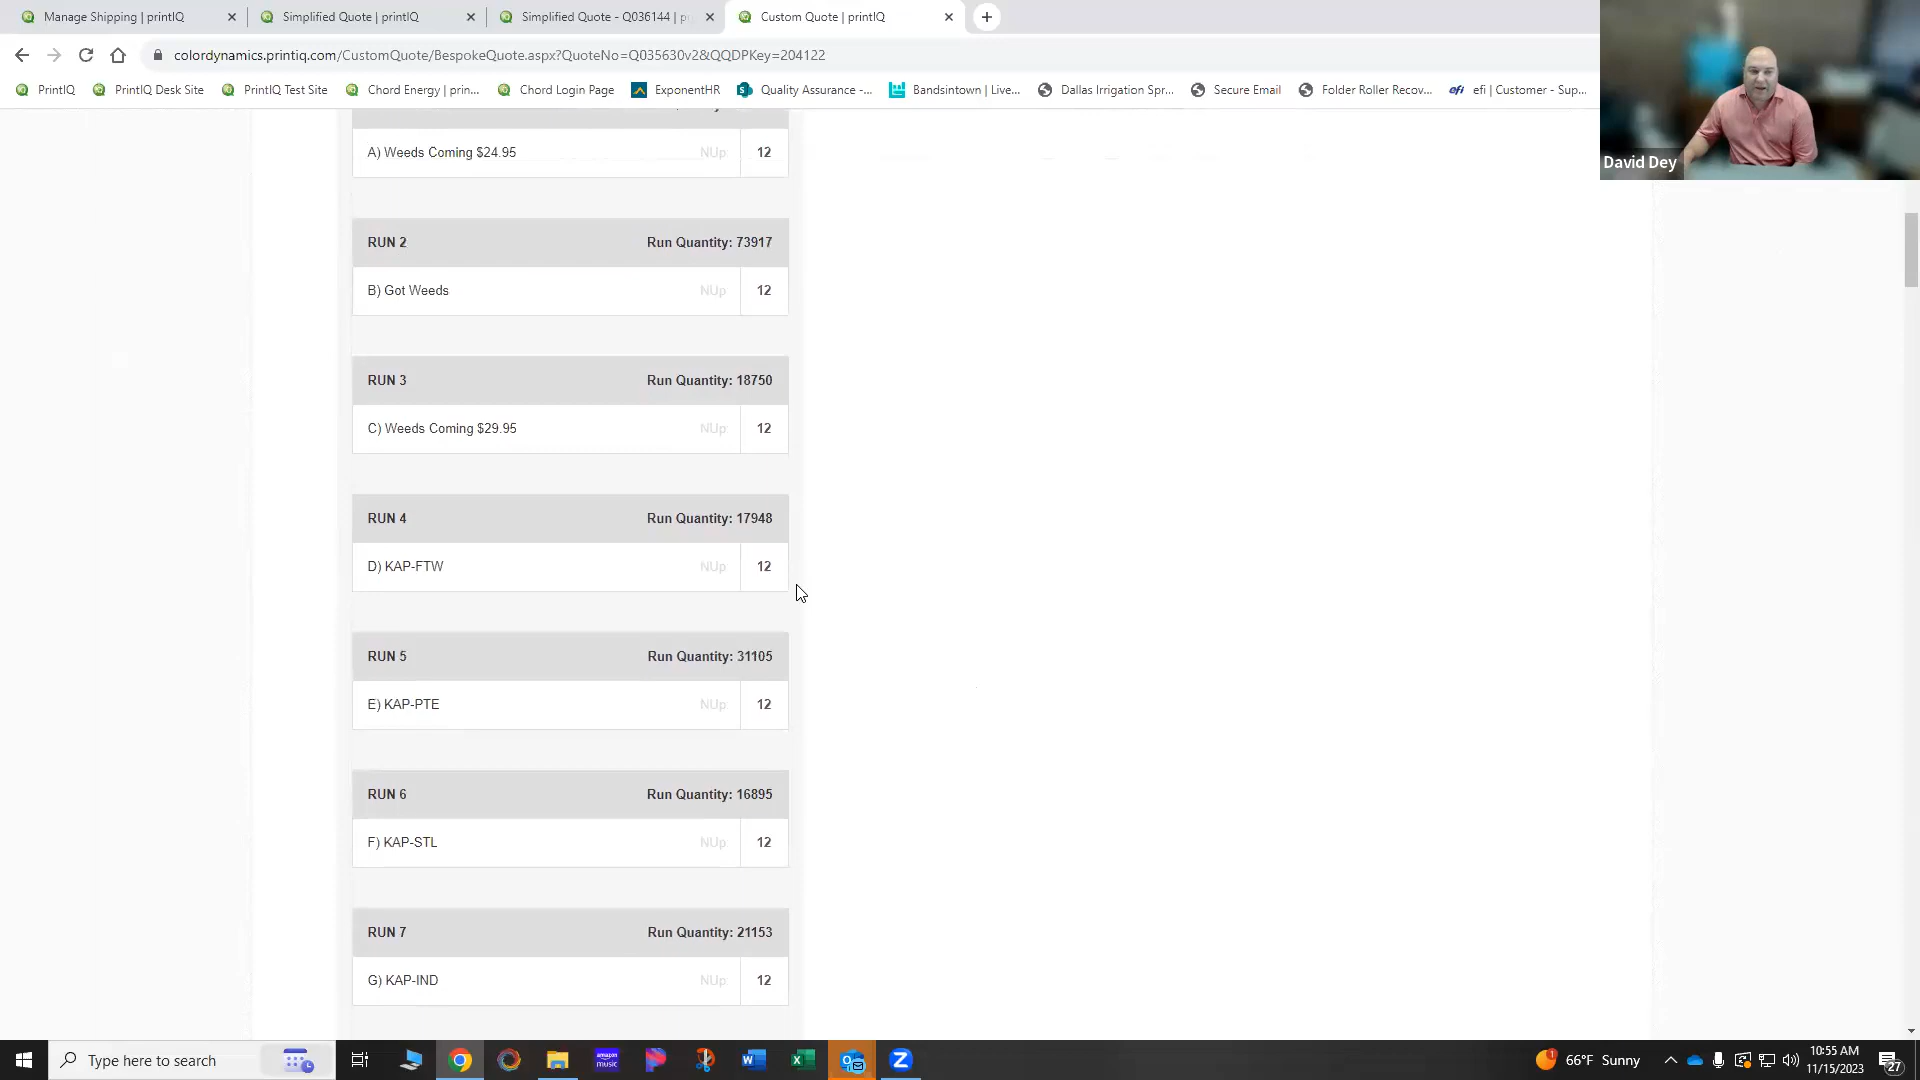 Manage Shipping | printIQ
Simplified Quote | printIQ
Simplified Quote - Q036144 | p
Custom Quote | printIQ
colordynamics.printiq.com/CustomQuote/BespokeQuote.aspx?QuoteNo=Q035630v2&QQDPKey=204122
PrintIQ
PrintIQ Desk Site
PrintIQ Test Site
Chord Energy | prin...
Chord Login Page
ExponentHR
Quality Assurance -...
Bandsintown | Live...
Dallas Irrigation Spr...
Secure Email
Folder Roller Recov...
efi | Customer - Sup...
David Dey
A) Weeds Coming $24.95 NUp 12
RUN 2 Run Quantity: 73917
B) Got Weeds NUp 12
RUN 3 Run Quantity: 18750
C) Weeds Coming $29.95 NUp 12
RUN 4 Run Quantity: 17948
D) KAP-FTW NUp 12
RUN 5 Run Quantity: 31105
E) KAP-PTE NUp 12
RUN 6 Run Quantity: 16895
F) KAP-STL NUp 12
RUN 7 Run Quantity: 21153
G) KAP-IND NUp 12
Type here to search
amazon music
66°F Sunny
10:55 AM
11/15/2023
27